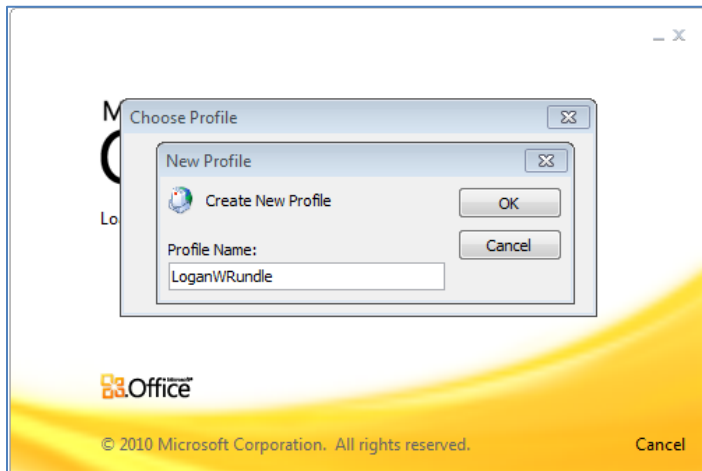 Choose Profile
New Profile
Create New Profile
OK
Profile Name:
Cancel
LoganWRundle
Office
© 2010 Microsoft Corporation. All rights reserved.
Cancel